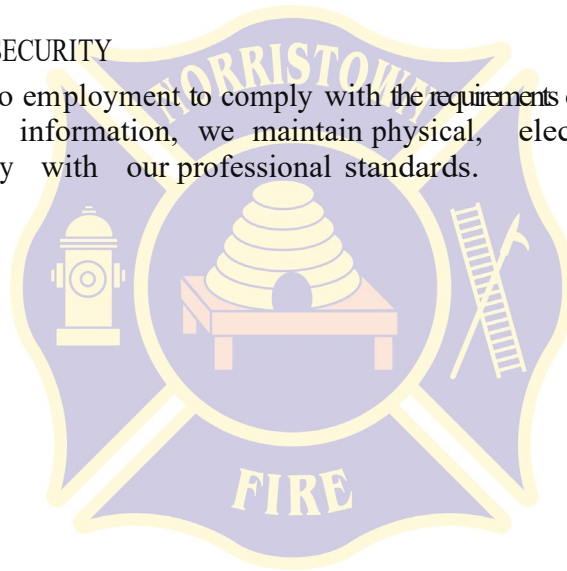 SECURITY
o employment to comply with the requirements
information, we maintain physical, elec
y with our professional standards.
NORRISTOWN
FIRE